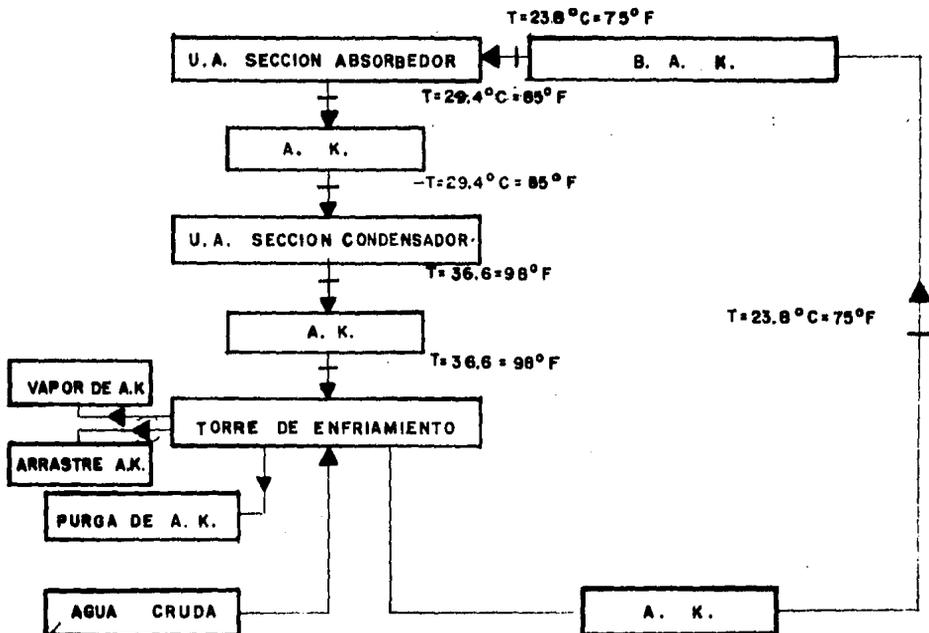 T=23.8°C=75°F
U.A. SECCION ABSORBEDOR
B. A. K.
T=29.4°C=85°F
A. K.
T=29.4°C=85°F
U.A. SECCION CONDENSADOR
T=36.6=98°F
A. K.
T=23.8°C=75°F
T=36.6=98°F
VAPOR DE A.K
TORRE DE ENFRIAMIENTO
ARRASTRE A.K.
PURGA DE A. K.
AGUA CRUDA
A. K.